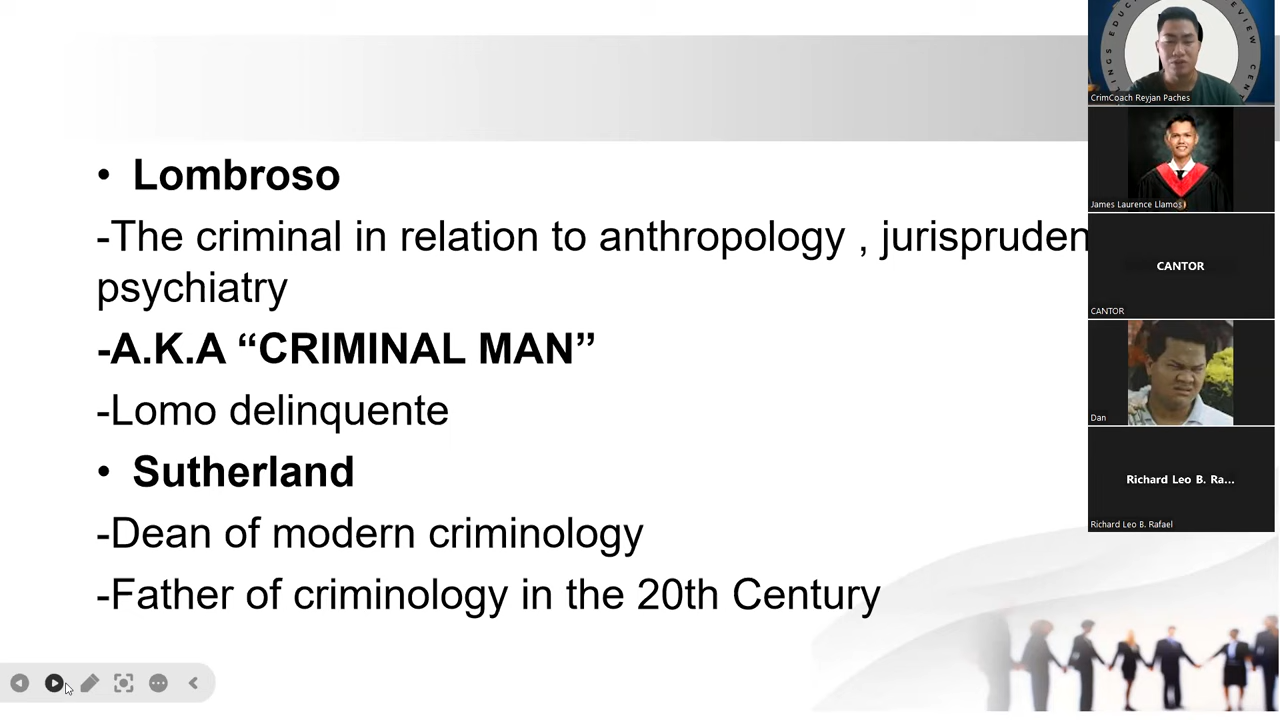 • Lombroso
-The criminal in relation to anthropology , jurispruden
psychiatry
-A.K.A “CRIMINAL MAN”
-Lomo delinquente
• Sutherland
-Dean of modern criminology
-Father of criminology in the 20th Century
CrimCoach Reyjan Paches
James Laurence Llamos
CANTOR
CANTOR
Dan
Richard Leo B. Ra...
Richard Leo B. Rafael